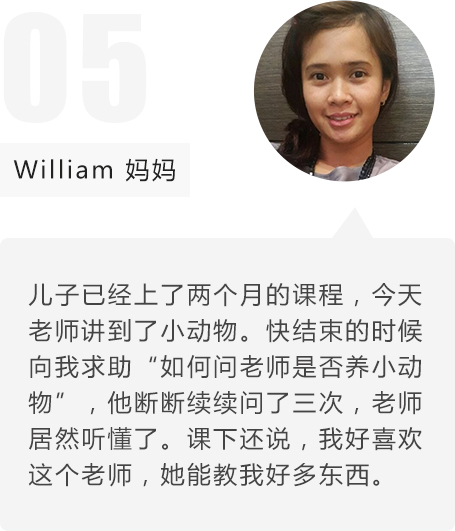 05
William 妈妈
儿子已经上了两个月的课程，今天
老师讲到了小动物。快结束的时候
向我求助“如何问老师是否养小动
物”，他断断续续问了三次，老师
居然听懂了。课下还说，我好喜欢
这个老师，她能教我好多东西。